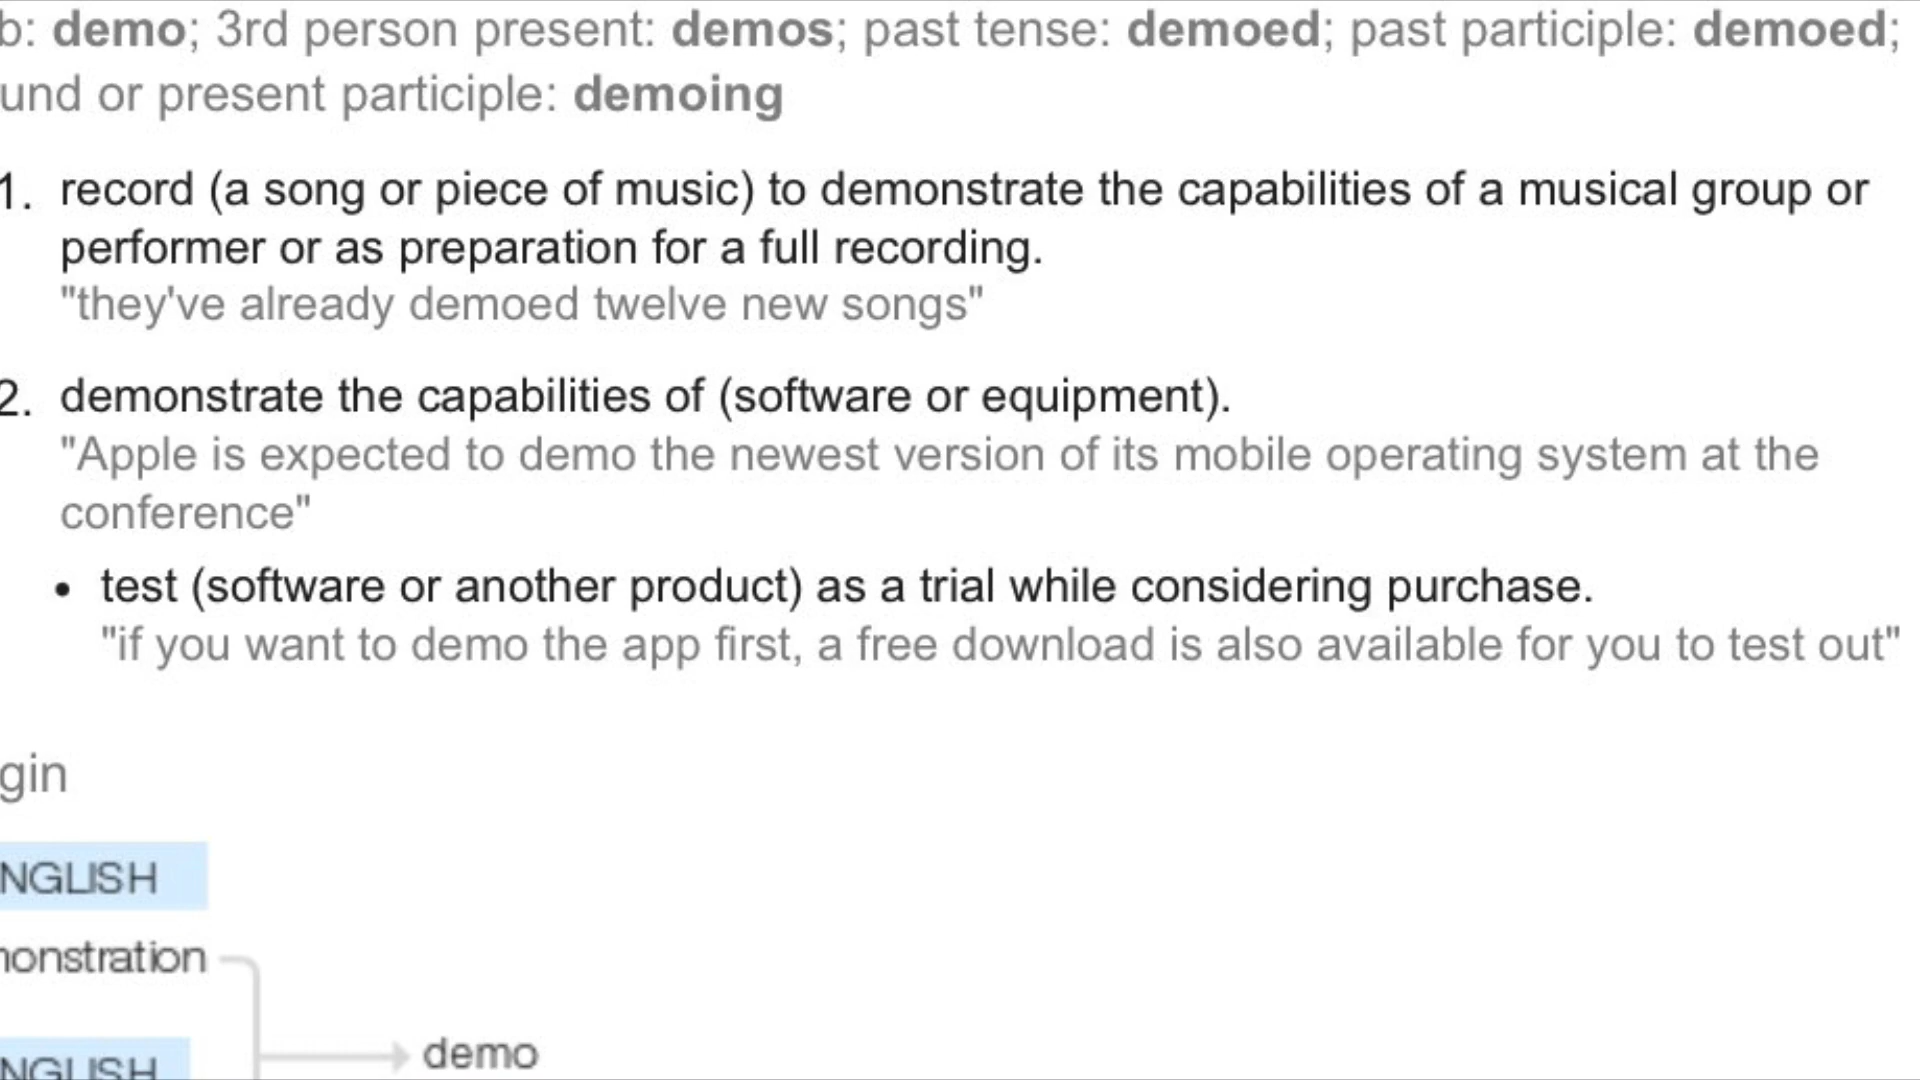 b: demo; 3rd person present: demos; past tense: demoed; past participle: demoed;
und or present participle: demoing
1. record (a song or piece of music) to demonstrate the capabilities of a musical group or
performer or as preparation for a full recording.
"they've already demoed twelve new songs"
2. demonstrate the capabilities of (software or equipment).
"Apple is expected to demo the newest version of its mobile operating system at the
conference"
• test (software or another product) as a trial while considering purchase.
"if you want to demo the app first, a free download is also available for you to test out"
gin
NGLISH
monstration
demo
NGLISH